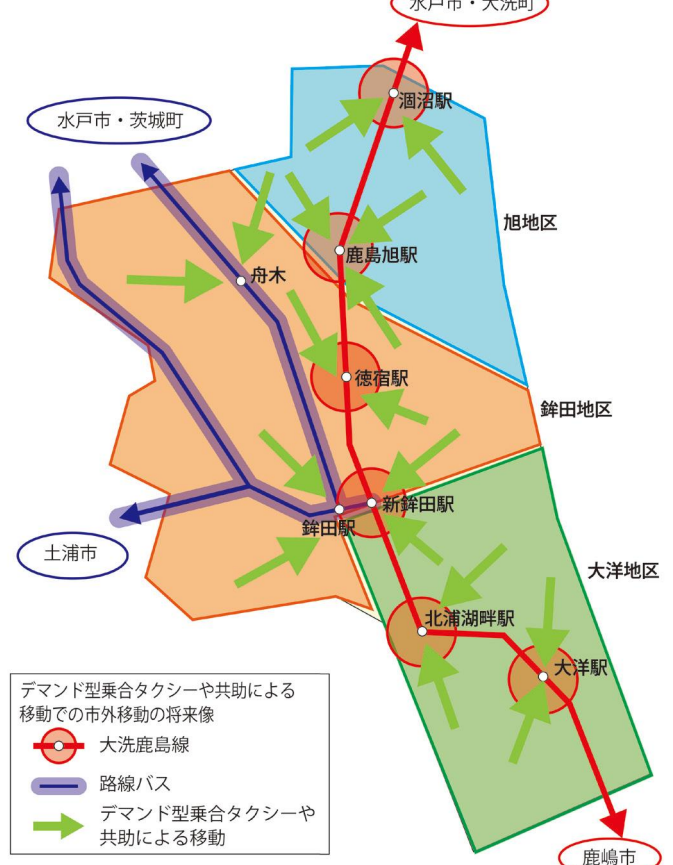 水戸市・大洗町
涸沼駅
水戸市・茨城町
旭地区
鹿島旭駅
舟木
徳宿駅
鉾田地区
新鉾田駅
鉾田駅
土浦市
大洋地区
北浦湖畔駅
大洋駅
デマンド型乗合タクシーや共助による
移動での市外移動の将来像
大洗鹿島線
路線バス
デマンド型乗合タクシーや
共助による移動
鹿嶋市